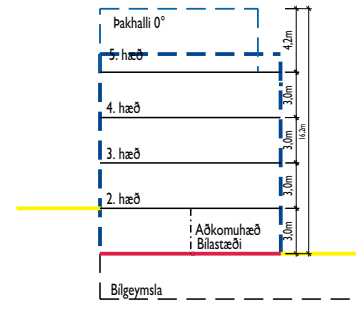 Þakhalli 0°
5. hæð
4. hæð
3. hæð
2. hæð
Aðkomuhæð
Bílastæði
Bílgeymsla
4,2m
3,0m
3,0m
3,0m
3,0m
16,2m